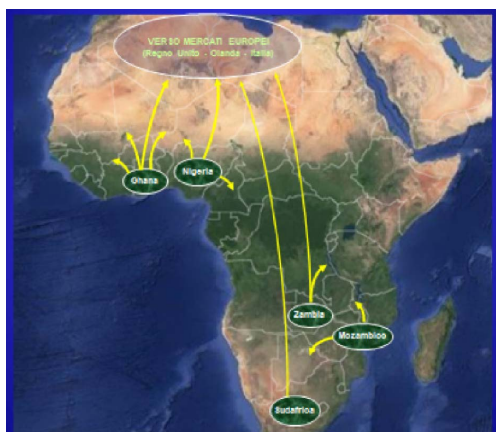 VERSO MERCATI EUROPEI
(Regno Unito - Olanda - Italia)
Ghana
Nigeria
Zambia
Mozambico
Sudafrica